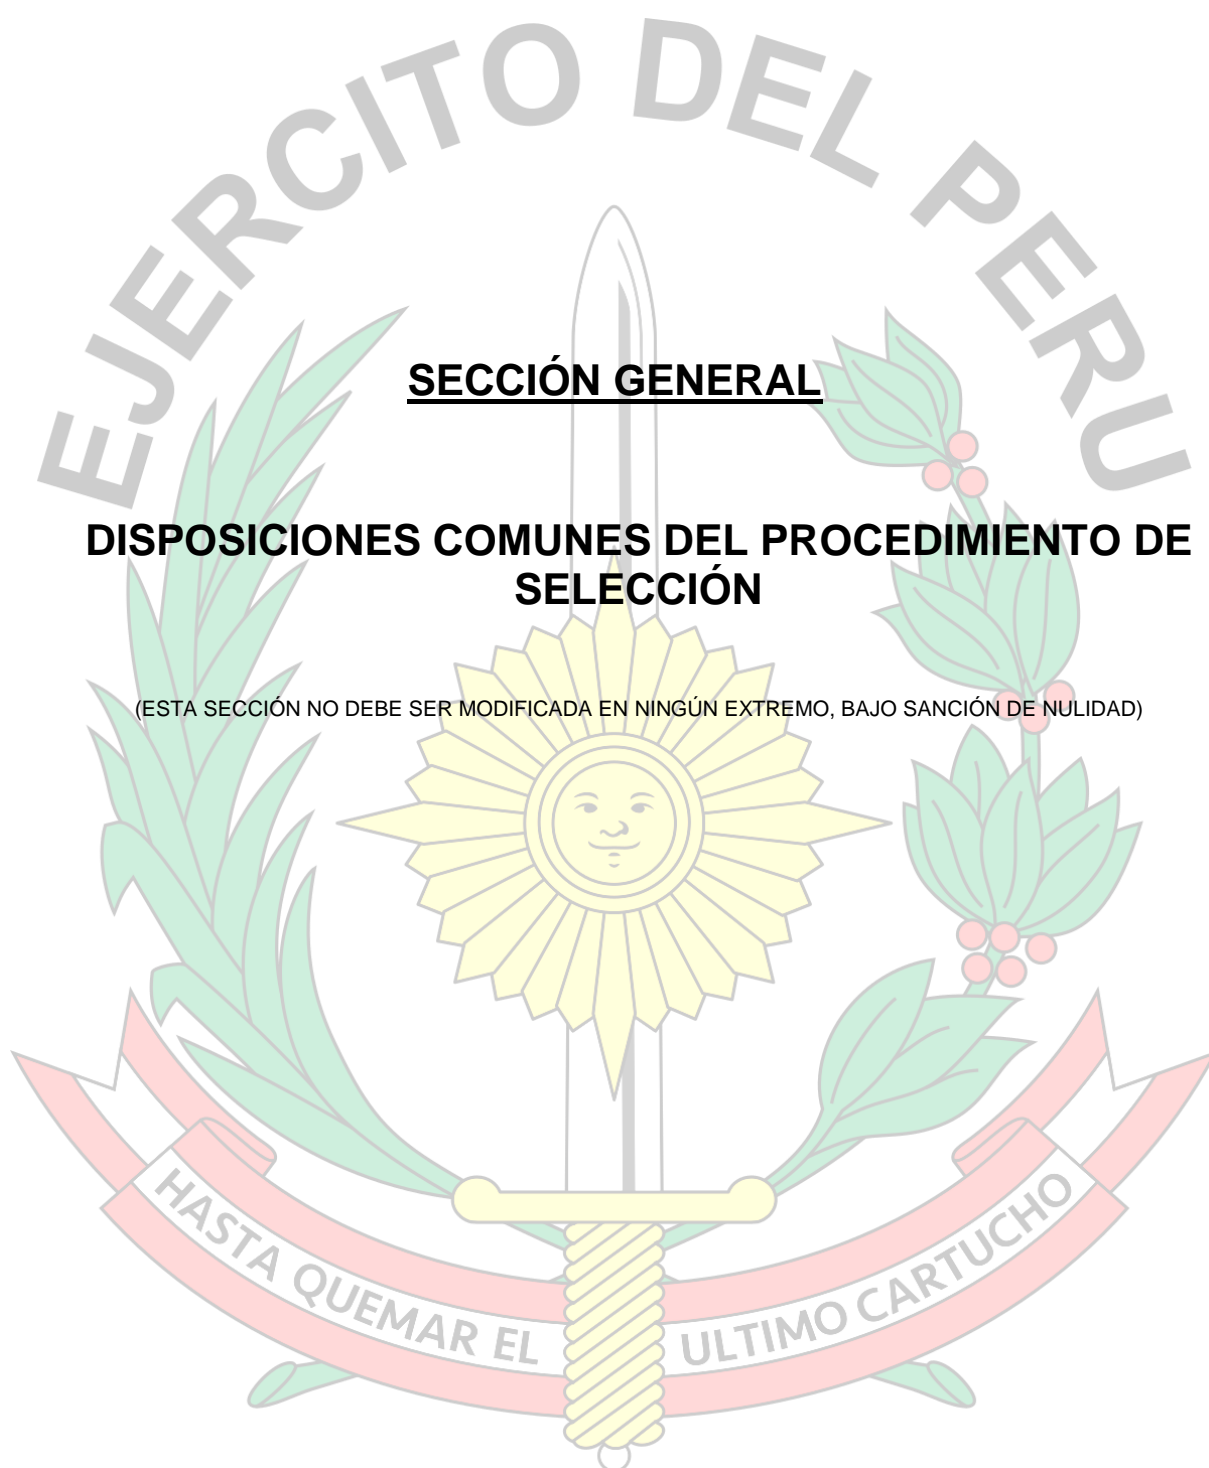 EJERCITO DEL PERU
SECCIÓN GENERAL
DISPOSICIONES COMUNES DEL PROCEDIMIENTO DE
SELECCIÓN
(ESTA SECCIÓN NO DEBE SER MODIFICADA EN NINGÚN EXTREMO, BAJO SANCIÓN DE NULIDAD)
HASTA QUEMAR EL ULTIMO CARTUCHO